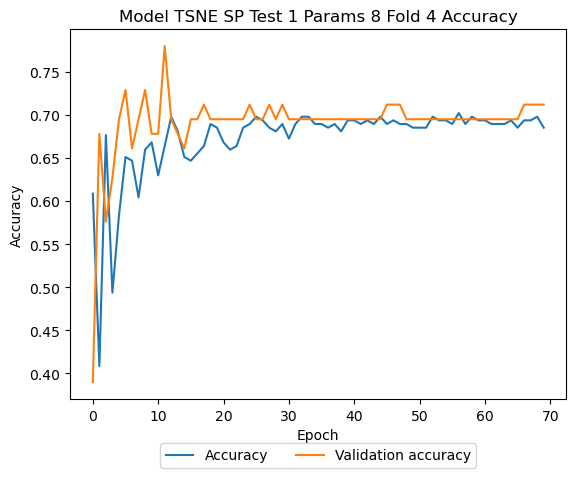 Model TSNE SP Test 1 Params 8 Fold 4 Accuracy
Accuracy
0.75
0.70
0.65
0.60
0.55
0.50
0.45
0.40
0 10 20 30 40 50 60 70
Epoch
Accuracy Validation accuracy